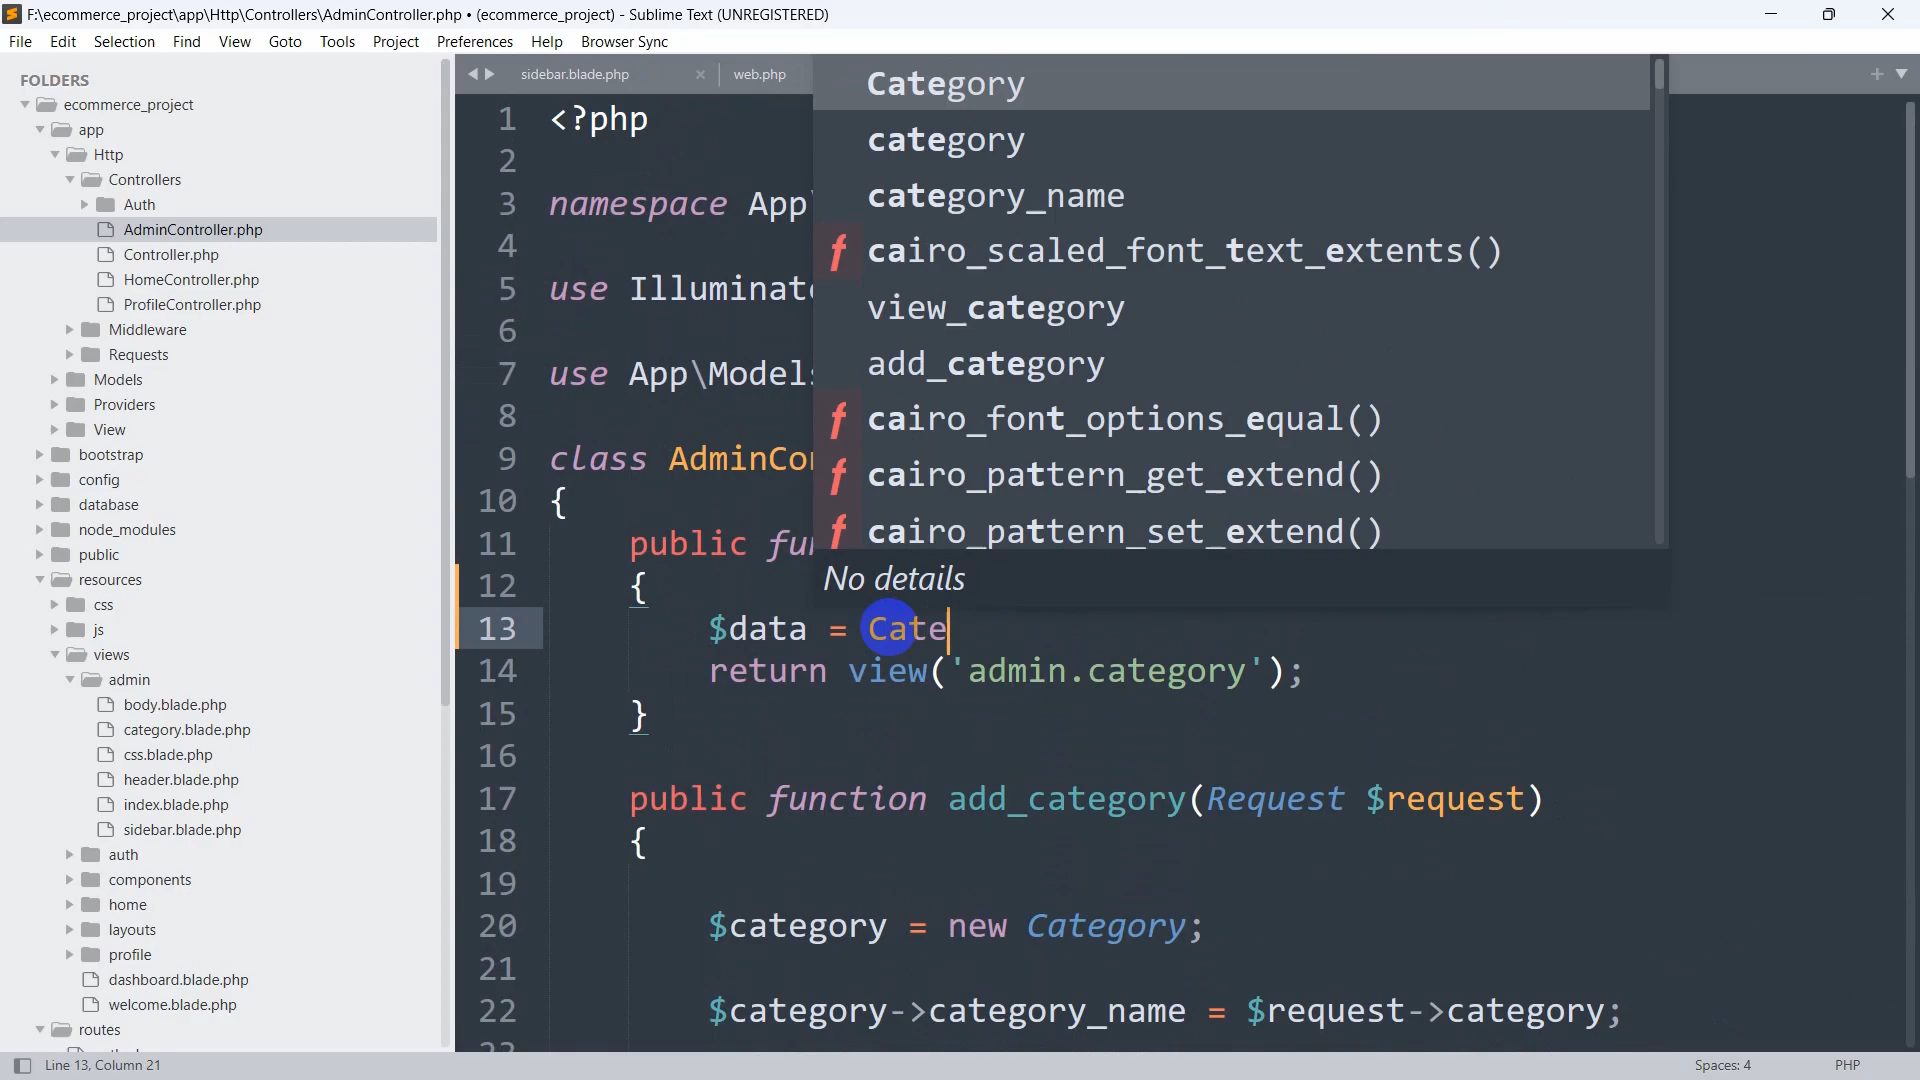 F:\ecommerce_project\app\Http\Controllers\AdminController.php • (ecommerce_project) - Sublime Text (UNREGISTERED)
File Edit Selection Find View Goto Tools Project Preferences Help Browser Sync
FOLDERS
ecommerce_project
app
Http
Controllers
Auth
AdminController.php
Controller.php
HomeController.php
ProfileController.php
Middleware
Requests
Models
Providers
View
bootstrap
config
database
node_modules
public
resources
css
js
views
admin
body.blade.php
category.blade.php
css.blade.php
header.blade.php
index.blade.php
sidebar.blade.php
auth
components
home
layouts
profile
dashboard.blade.php
welcome.blade.php
routes
sidebar.blade.php × web.php
1 <?php
2
3 namespace App\
4
5 use Illuminat
6
7 use App\Models
8
9 class AdminCo
10 {
11 public fu
12 {
13 $data = Cate
14 return view('admin.category');
15 }
16
17 public function add_category(Request $request)
18 {
19
20 $category = new Category;
21
22 $category->category_name = $request->category;
23
Category
category
category_name
f cairo_scaled_font_text_extents()
view_category
add_category
f cairo_font_options_equal()
f cairo_pattern_get_extend()
f cairo_pattern_set_extend()
No details
Line 13, Column 21 Spaces: 4 PHP